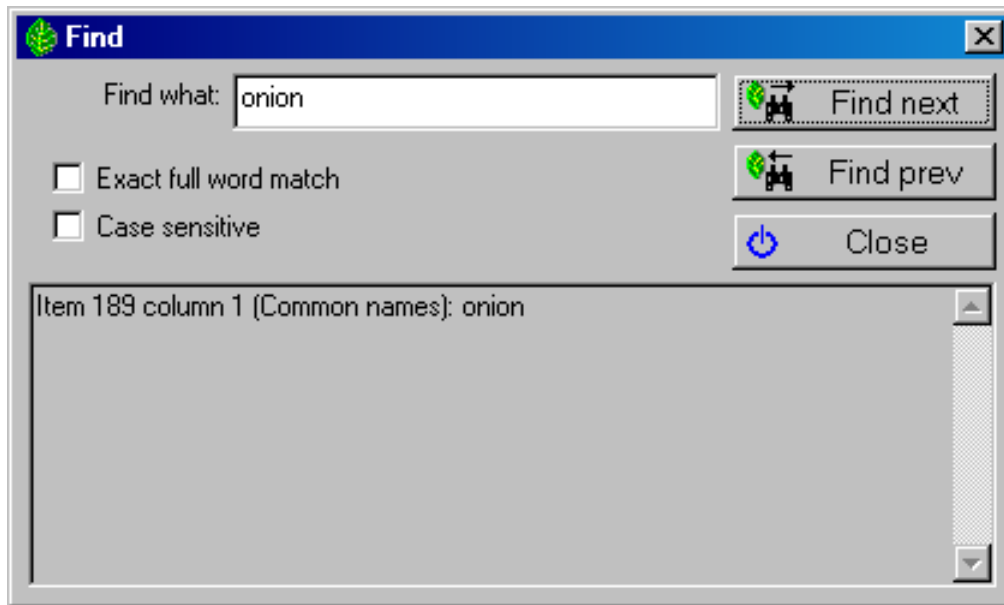 Find
Find what: onion
Find next
Exact full word match
Find prev
Case sensitive
Close
Item 189 column 1 (Common names): onion